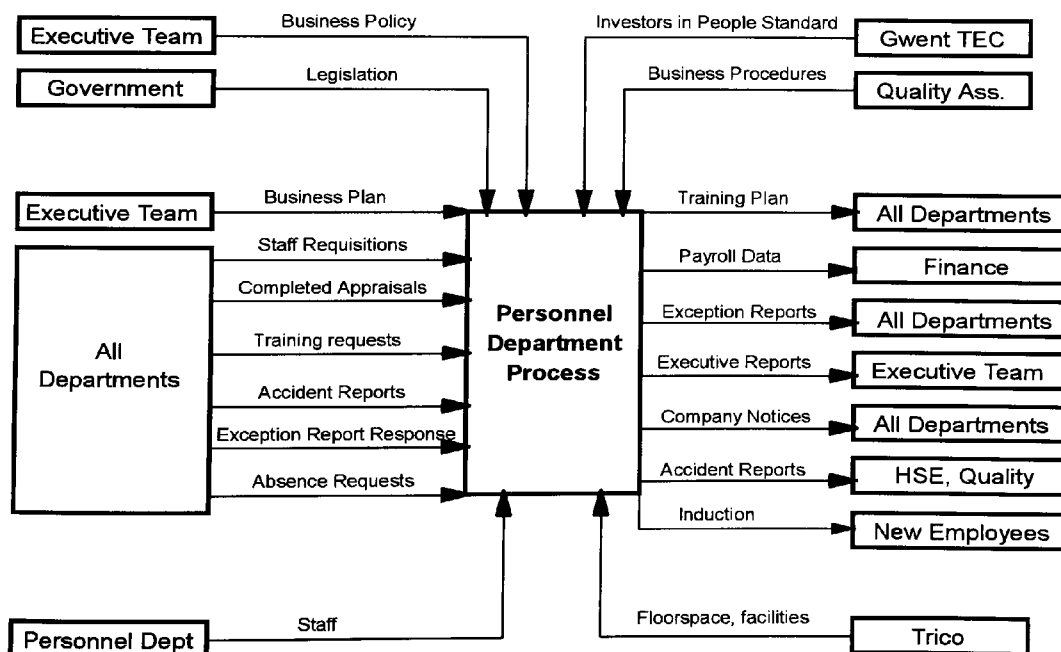 Business Policy
Investors in People Standard
Executive Team
Gwent TEC
Legislation
Business Procedures
Government
Quality Ass.
Business Plan
Training Plan
Executive Team
All Departments
Staff Requisitions
Payroll Data
Finance
Completed Appraisals
Exception Reports
All Departments
Personnel
Department
Process
All
Departments
Training requests
Executive Reports
Executive Team
Accident Reports
Company Notices
All Departments
Exception Report Response
Accident Reports
HSE, Quality
Absence Requests
Induction
New Employees
Staff
Floorspace, facilities
Personnel Dept
Trico